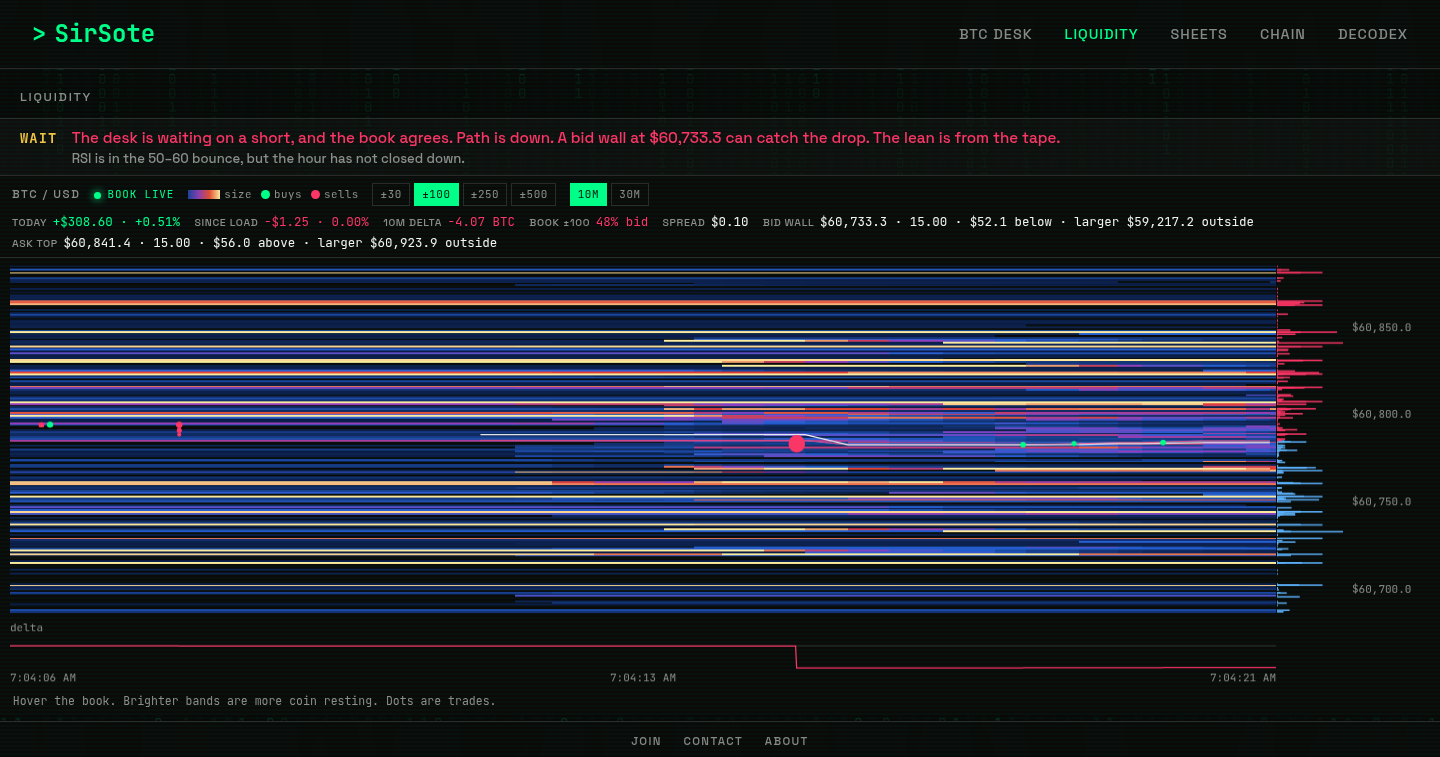 > SirSote
BTC DESK LIQUIDITY SHEETS CHAIN DECODEX
LIQUIDITY
WAIT The desk is waiting on a short, and the book agrees. Path is down. A bid wall at $60,733.3 can catch the drop. The lean is from the tape.
RSI is in the 50–60 bounce, but the hour has not closed down.
BTC / USD BOOK LIVE size buys sells ±30 ±100 ±250 ±500 10M 30M
TODAY +$308.60 · +0.51% SINCE LOAD -$1.25 · 0.00% 10M DELTA -4.07 BTC BOOK ±100 48% bid SPREAD $0.10 BID WALL $60,733.3 · 15.00 · $52.1 below · larger $59,217.2 outside
ASK TOP $60,841.4 · 15.00 · $56.0 above · larger $60,923.9 outside
$60,850.0
$60,800.0
$60,750.0
$60,700.0
delta
7:04:06 AM 7:04:13 AM 7:04:21 AM
Hover the book. Brighter bands are more coin resting. Dots are trades.
JOIN CONTACT ABOUT